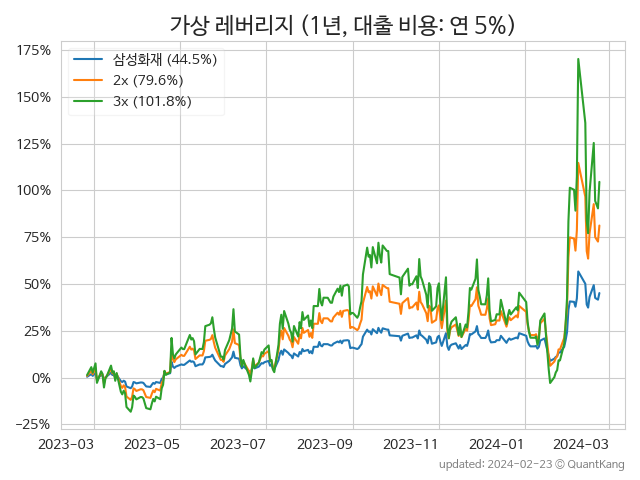 가상 레버리지 (1년, 대출 비용: 연 5%)
삼성화재 (44.5%)
2x (79.6%)
3x (101.8%)
175%
150%
125%
100%
75%
50%
25%
0%
−25%
2023-03 2023-05 2023-07 2023-09 2023-11 2024-01 2024-03
updated: 2024-02-23 © QuantKang